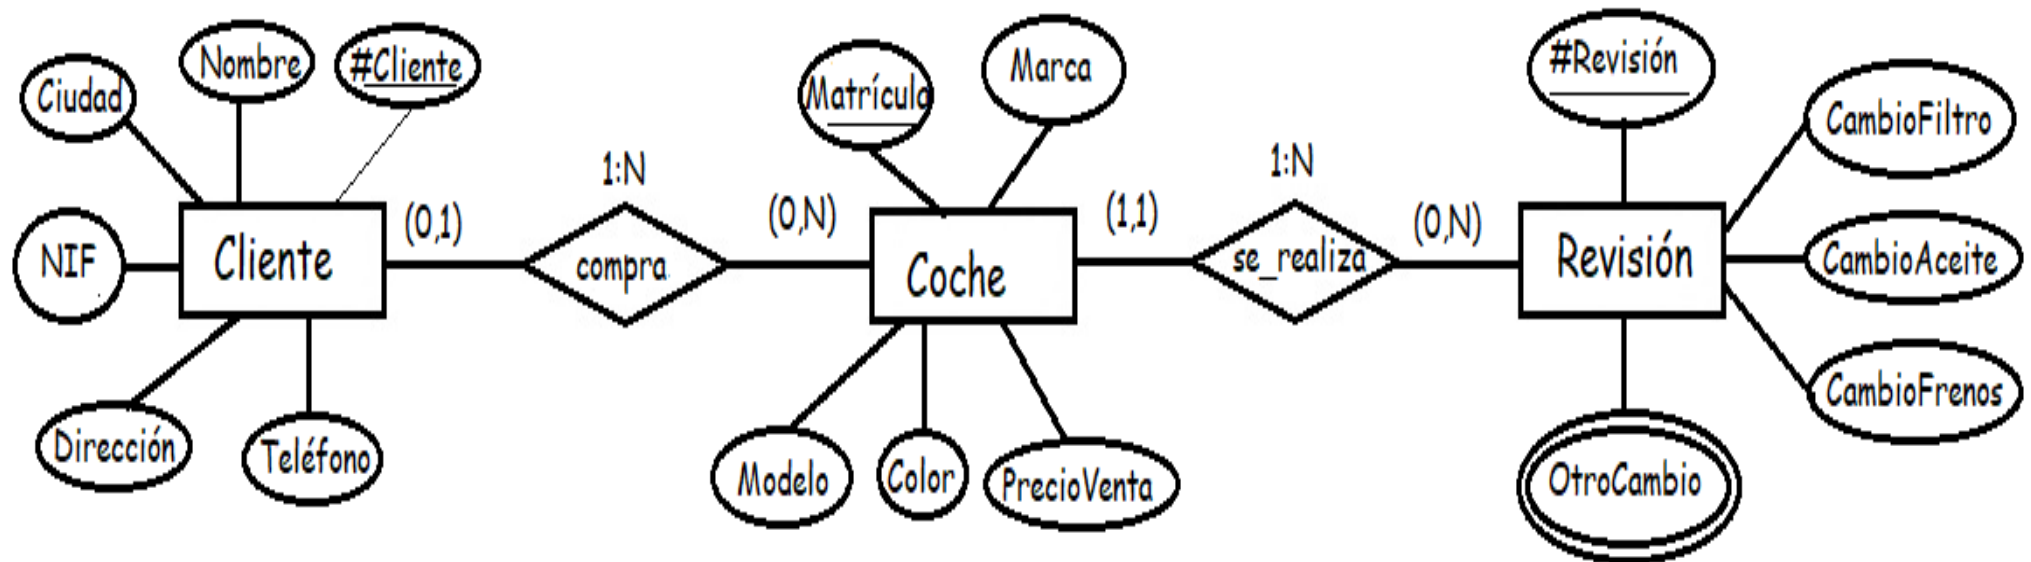 Ciudad
Nombre
#Cliente
NIF
Cliente
Dirección
Teléfono
(0,1)
1:N
compra
(0,N)
Matrícula
Marca
Coche
Modelo
Color
PrecioVenta
(1,1)
1:N
se_realiza
(0,N)
#Revisión
Revisión
CambioFiltro
CambioAceite
CambioFrenos
OtroCambio